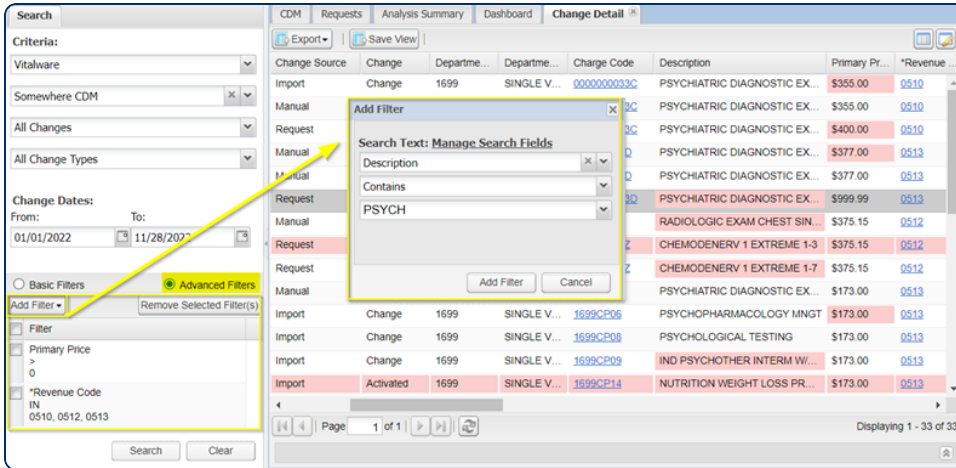 Search
Criteria:
Vitalware
Somewhere CDM
All Changes
All Change Types
Change Dates:
From: To:
01/01/2022 11/28/2022
Basic Filters Advanced Filters
Add Filter Remove Selected Filter(s)
Filter
Primary Price
>
0
*Revenue Code
IN
0510, 0512, 0513
Search Clear
CDM Requests Analysis Summary Dashboard Change Detail
Export Save View
Change Source Change Departme... Departme... Charge Code Description Primary Pr... *Revenue ...
Import Change 1699 SINGLE V... 0000000033C PSYCHIATRIC DIAGNOSTIC EX... $355.00 0510
Manual 3C PSYCHIATRIC DIAGNOSTIC EX... $355.00 0510
Request 3C PSYCHIATRIC DIAGNOSTIC EX... $400.00 0510
Manual D PSYCHIATRIC DIAGNOSTIC EX... $377.00 0513
Manual D PSYCHIATRIC DIAGNOSTIC EX... $377.00 0513
Request 3D PSYCHIATRIC DIAGNOSTIC EX... $999.99 0513
Manual RADIOLOGIC EXAM CHEST SIN... $375.15 0512
Request Z CHEMODENERV 1 EXTREME 1-3 $375.15 0512
Request Z CHEMODENERV 1 EXTREME 1-7 $375.15 0512
Manual PSYCHIATRIC DIAGNOSTIC EX... $173.00 0513
Import Change 1699 SINGLE V... 1699CP06 PSYCHOPHARMACOLOGY MNGT $173.00 0513
Import Change 1699 SINGLE V... 1699CP08 PSYCHOLOGICAL TESTING $173.00 0513
Import Change 1699 SINGLE V... 1699CP09 IND PSYCHOTHER INTERM W/... $173.00 0513
Import Activated 1699 SINGLE V... 1699CP14 NUTRITION WEIGHT LOSS PR... $173.00 0513
Page 1 of 1 Displaying 1 - 33 of 33
Add Filter
Search Text: Manage Search Fields
Description
Contains
PSYCH
Add Filter Cancel